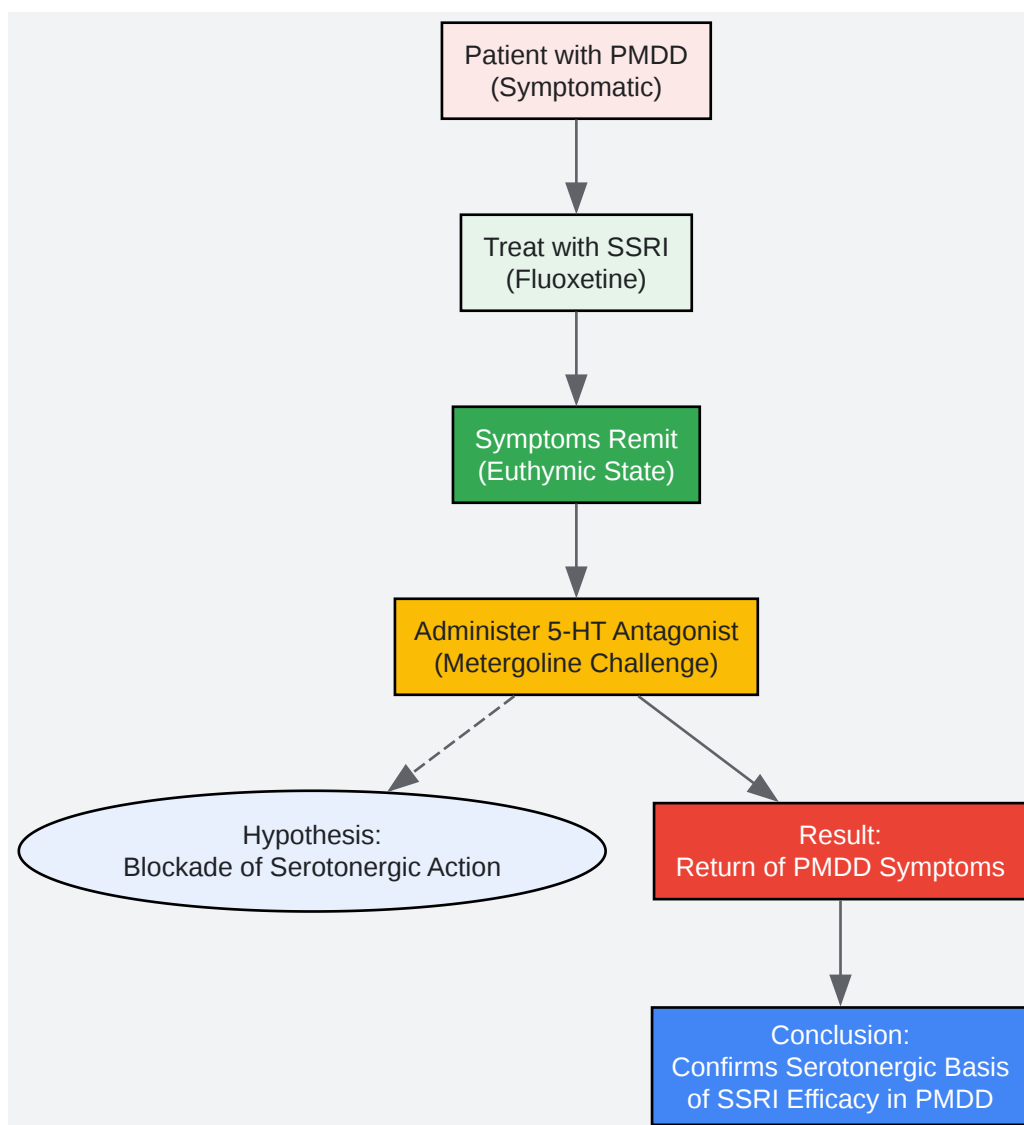 Patient with PMDD
(Symptomatic)
Treat with SSRI
(Fluoxetine)
Symptoms Remit
(Euthymic State)
Administer 5-HT Antagonist
(Metergoline Challenge)
Hypothesis:
Blockade of Serotonergic Action
Result:
Return of PMDD Symptoms
Conclusion:
Confirms Serotonergic Basis
of SSRI Efficacy in PMDD